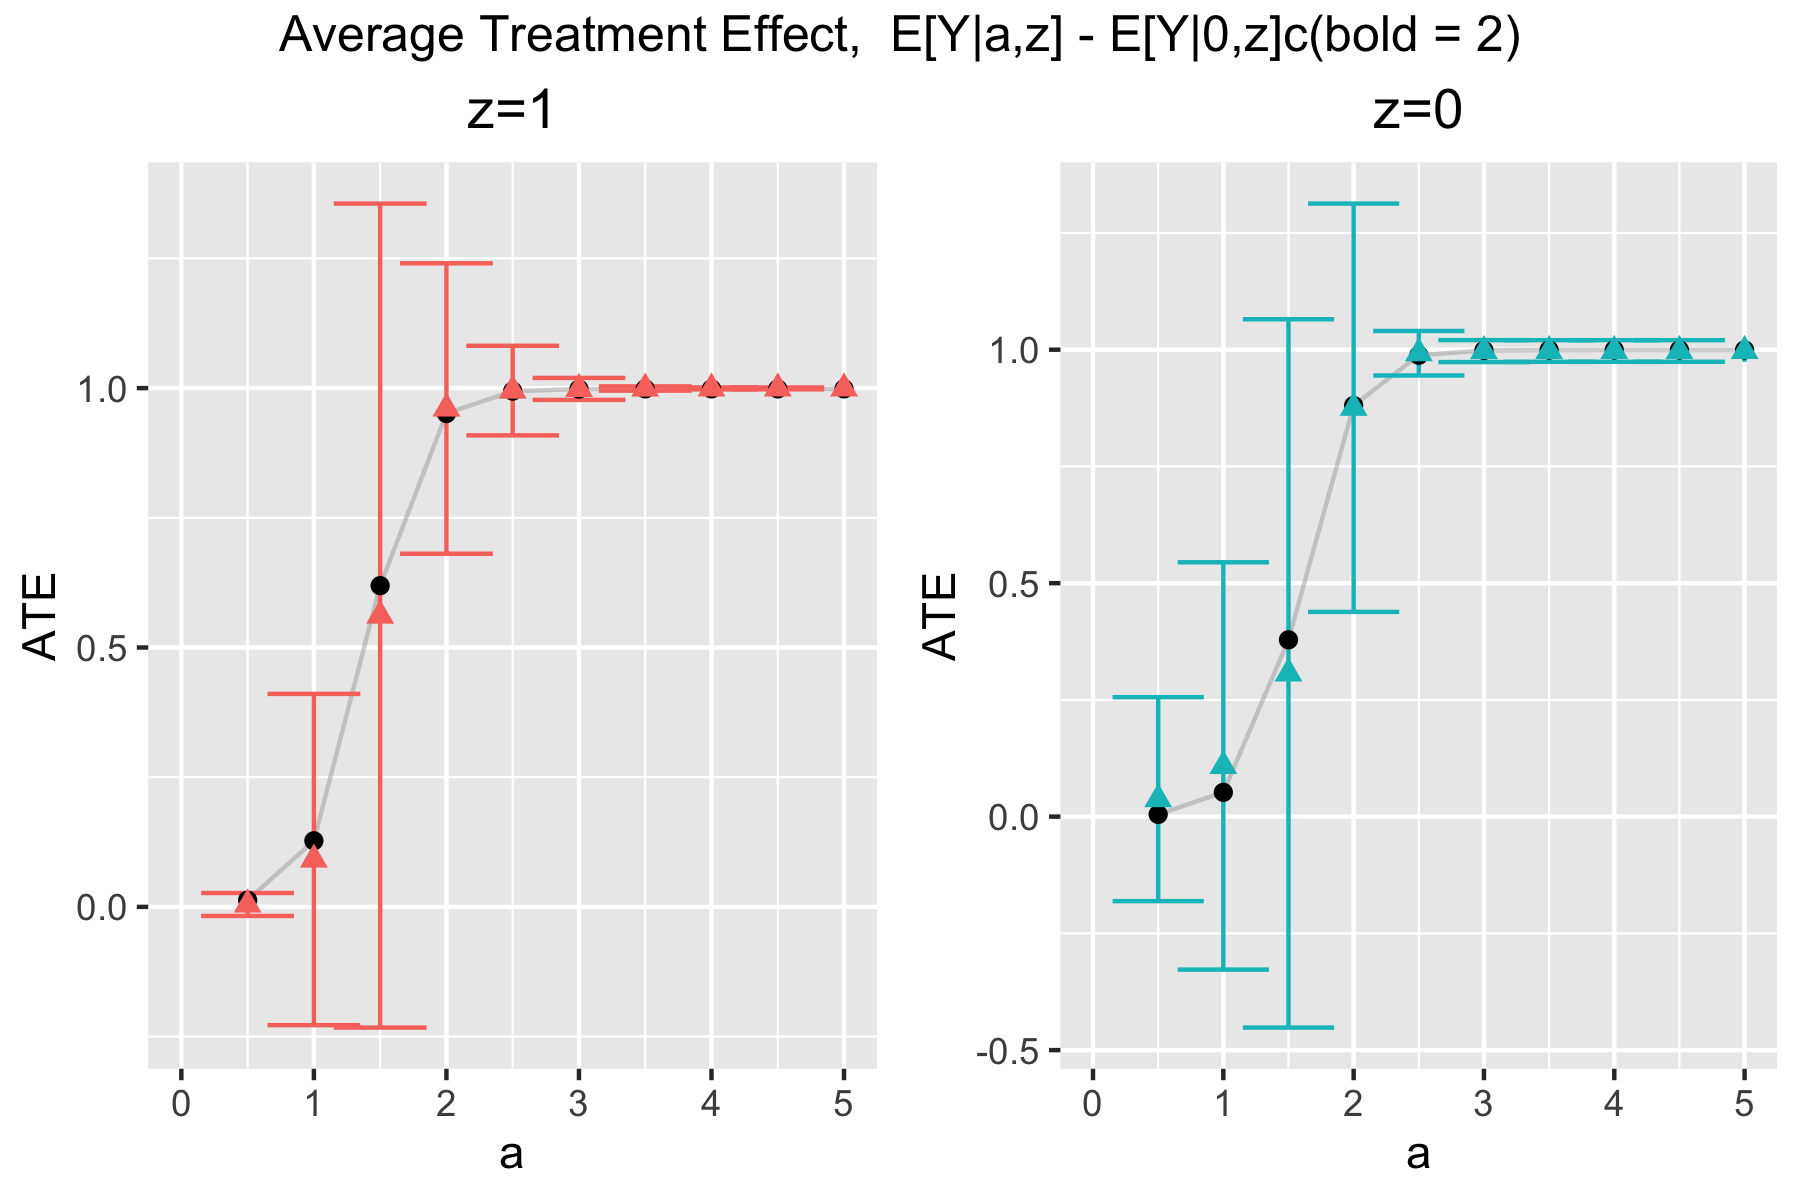 Average Treatment Effect,  E[Y|a,z] - E[Y|0,z]c(bold = 2)
z=1
z=0
ATE
1.0
0.5
0.0
0 1 2 3 4 5
a
ATE
1.0
0.5
0.0
-0.5
0 1 2 3 4 5
a